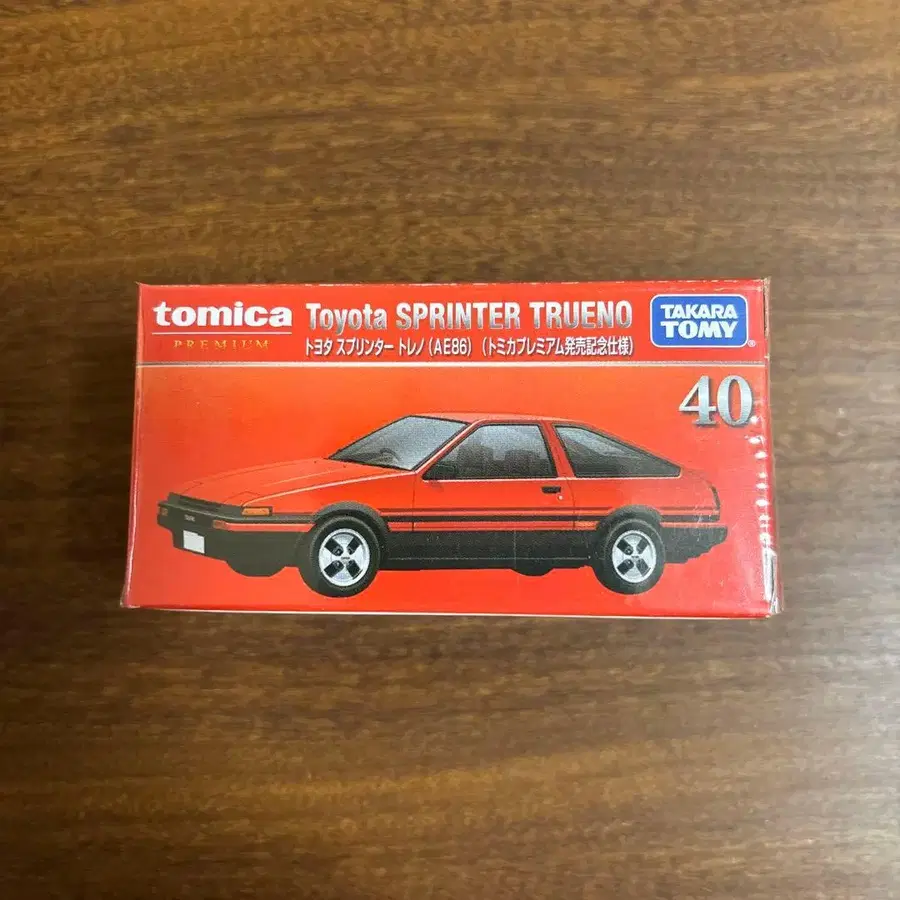 tomica
PREMIUM
Toyota SPRINTER TRUENO
トヨタ スプリンター トレノ(AE86) (トミカプレミアム発売記念仕様)
TAKARA
TOMY
40